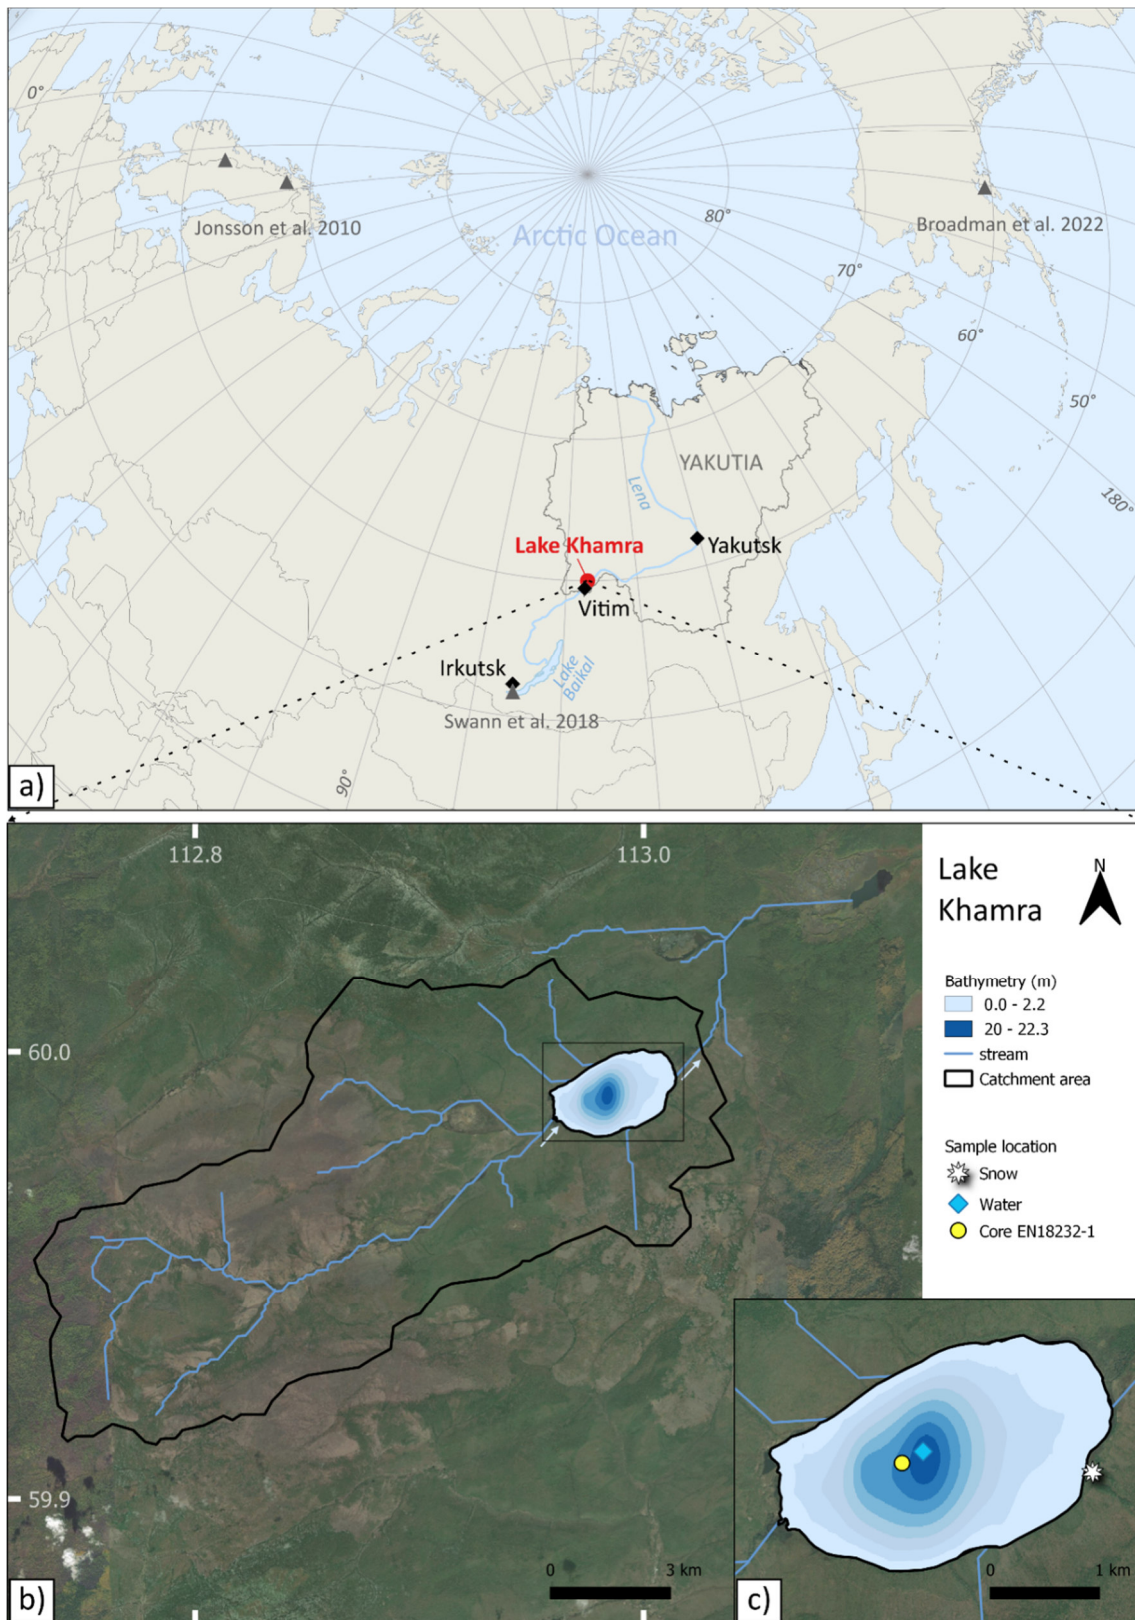 0°
80°
Jonsson et al. 2010
Broadman et al. 2022
Arctic Ocean
70°
60°
50°
YAKUTIA
Lena
180°
Lake Khamra
Yakutsk
Vitim
Irkutsk
Lake
Baikal
Swann et al. 2018
90°
a)
112.8
113.0
60.0
59.9
0
3 km
b)
Lake
Khamra
N
Bathymetry (m)
0.0 - 2.2
20 - 22.3
stream
Catchment area
Sample location
Snow
Water
Core EN18232-1
0
1 km
c)